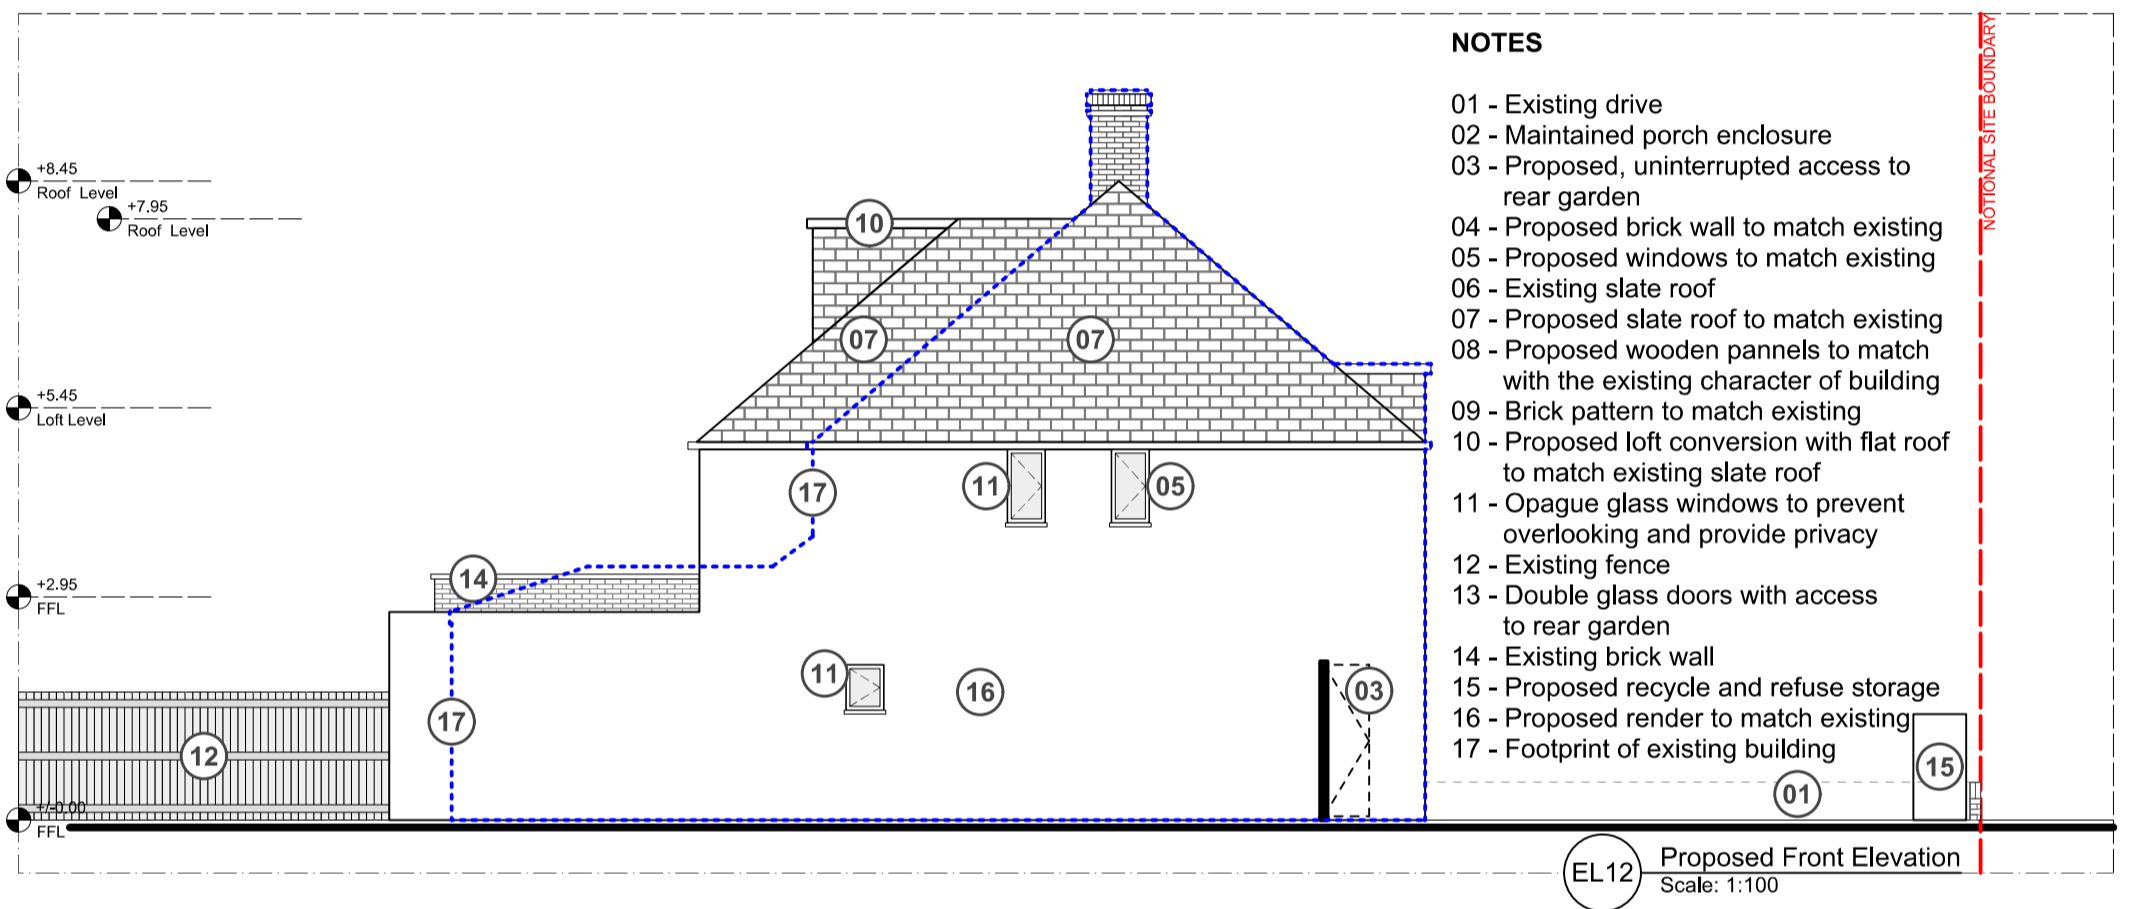 NOTES
01 - Existing drive
02 - Maintained porch enclosure
03 - Proposed, uninterrupted access to
rear garden
04 - Proposed brick wall to match existing
05 - Proposed windows to match existing
06 - Existing slate roof
07 - Proposed slate roof to match existing
08 - Proposed wooden pannels to match
with the existing character of building
09 - Brick pattern to match existing
10 - Proposed loft conversion with flat roof
to match existing slate roof
11 - Opague glass windows to prevent
overlooking and provide privacy
12 - Existing fence
13 - Double glass doors with access
to rear garden
14 - Existing brick wall
15 - Proposed recycle and refuse storage
16 - Proposed render to match existing
17 - Footprint of existing building
NOTIONAL SITE BOUNDARY
+8.45
Roof Level
+7.95
Roof Level
+5.45
Loft Level
+2.95
FFL
+/-0.00
FFL
10
07
07
17
11
05
14
11
16
03
17
12
01
15
EL12
Proposed Front Elevation
Scale: 1:100